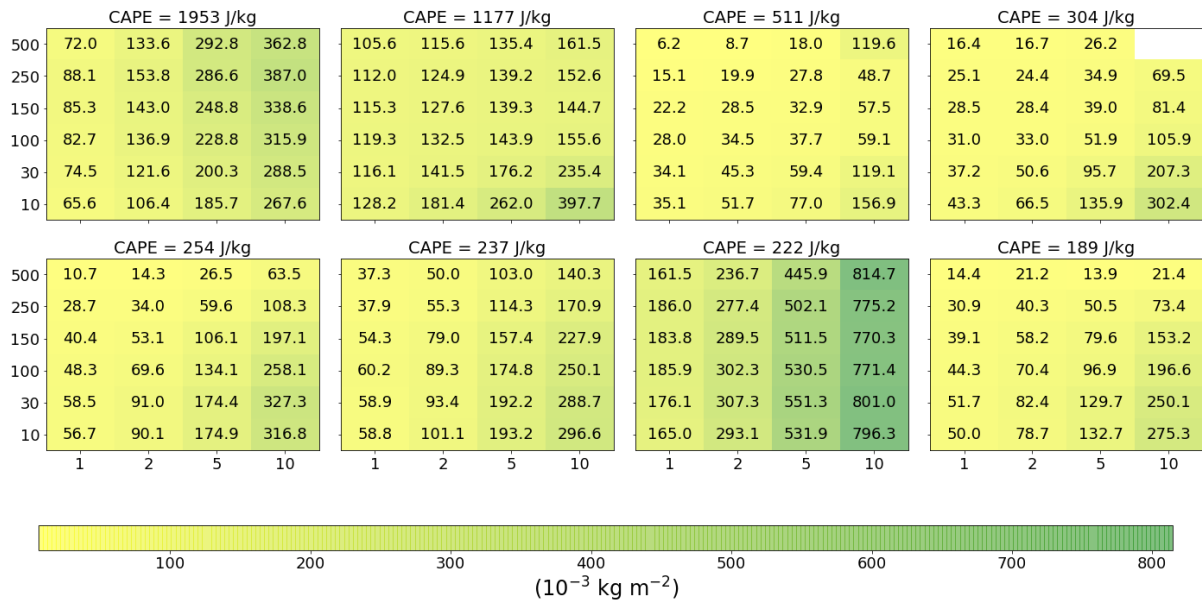 CAPE = 1953 J/kg CAPE = 1177 J/kg CAPE = 511 J/kg CAPE = 304 J/kg
500 72.0 133.6 292.8 362.8 105.6 115.6 135.4 161.5 6.2 8.7 18.0 119.6 16.4 16.7 26.2
250 88.1 153.8 286.6 387.0 112.0 124.9 139.2 152.6 15.1 19.9 27.8 48.7 25.1 24.4 34.9 69.5
150 85.3 143.0 248.8 338.6 115.3 127.6 139.3 144.7 22.2 28.5 32.9 57.5 28.5 28.4 39.0 81.4
100 82.7 136.9 228.8 315.9 119.3 132.5 143.9 155.6 28.0 34.5 37.7 59.1 31.0 33.0 51.9 105.9
30 74.5 121.6 200.3 288.5 116.1 141.5 176.2 235.4 34.1 45.3 59.4 119.1 37.2 50.6 95.7 207.3
10 65.6 106.4 185.7 267.6 128.2 181.4 262.0 397.7 35.1 51.7 77.0 156.9 43.3 66.5 135.9 302.4
CAPE = 254 J/kg CAPE = 237 J/kg CAPE = 222 J/kg CAPE = 189 J/kg
500 10.7 14.3 26.5 63.5 37.3 50.0 103.0 140.3 161.5 236.7 445.9 814.7 14.4 21.2 13.9 21.4
250 28.7 34.0 59.6 108.3 37.9 55.3 114.3 170.9 186.0 277.4 502.1 775.2 30.9 40.3 50.5 73.4
150 40.4 53.1 106.1 197.1 54.3 79.0 157.4 227.9 183.8 289.5 511.5 770.3 39.1 58.2 79.6 153.2
100 48.3 69.6 134.1 258.1 60.2 89.3 174.8 250.1 185.9 302.3 530.5 771.4 44.3 70.4 96.9 196.6
30 58.5 91.0 174.4 327.3 58.9 93.4 192.2 288.7 176.1 307.3 551.3 801.0 51.7 82.4 129.7 250.1
10 56.7 90.1 174.9 316.8 58.8 101.1 193.2 296.6 165.0 293.1 531.9 796.3 50.0 78.7 132.7 275.3
1 2 5 10 1 2 5 10 1 2 5 10 1 2 5 10
100 200 300 400 500 600 700 800
(10⁻³ kg m⁻²)